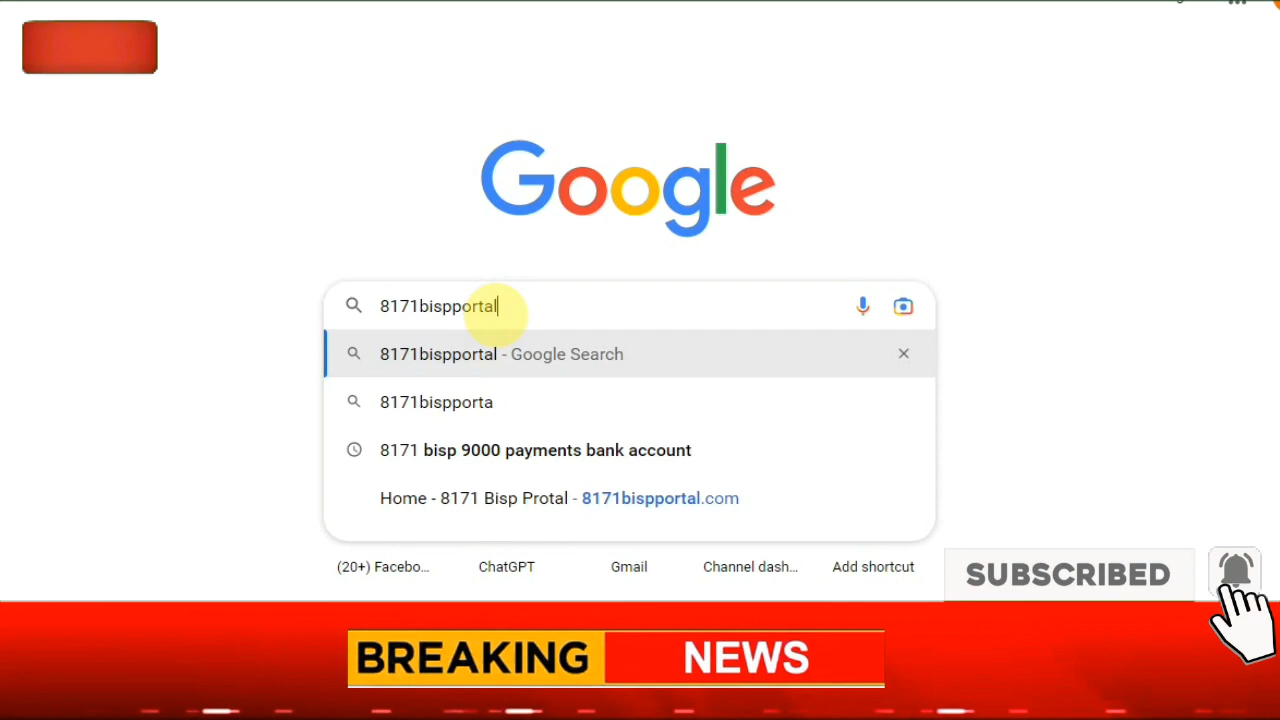 Google
8171bispportal
8171bispportal - Google Search
8171bispporta
8171 bisp 9000 payments bank account
Home - 8171 Bisp Protal - 8171bispportal.com
(20+) Facebo... ChatGPT Gmail Channel dash... Add shortcut
SUBSCRIBED
BREAKING NEWS